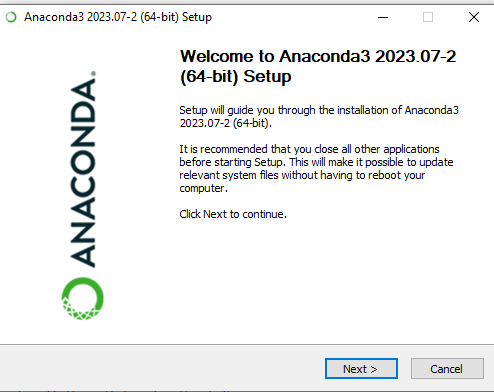 Anaconda3 2023.07-2 (64-bit) Setup
ANACONDA.
Welcome to Anaconda3 2023.07-2
(64-bit) Setup
Setup will guide you through the installation of Anaconda3
2023.07-2 (64-bit).
It is recommended that you close all other applications
before starting Setup. This will make it possible to update
relevant system files without having to reboot your
computer.
Click Next to continue.
Next >
Cancel